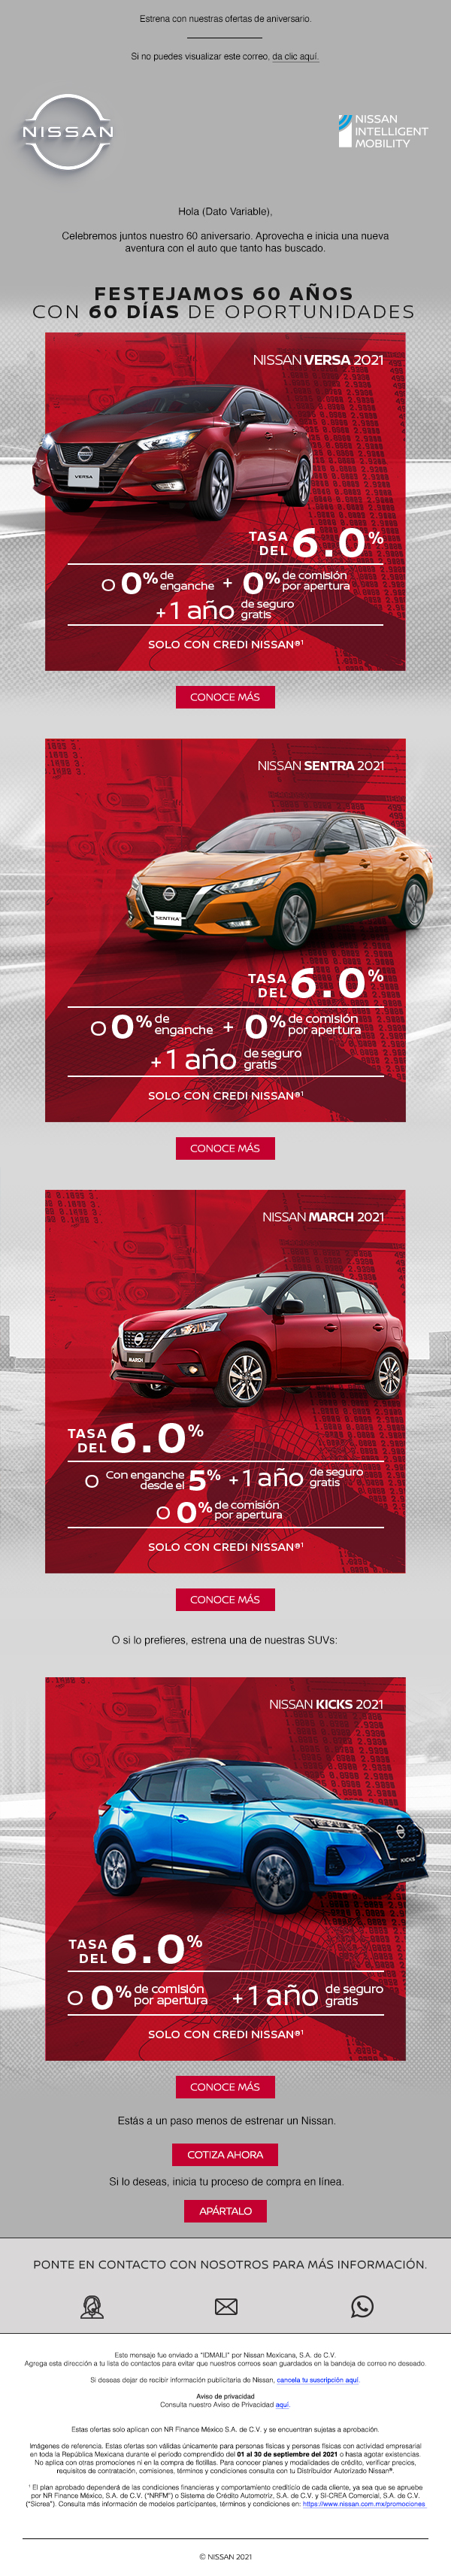 Estrena con nuestras ofertas de aniversario.
Si no puedes visualizar este correo, da clic aquí.
NISSAN
NISSAN
INTELLIGENT
MOBILITY
Hola (Dato Variable),
Celebremos juntos nuestro 60 aniversario. Aprovecha e inicia una nueva
aventura con el auto que tanto has buscado.
FESTEJAMOS 60 AÑOS
CON 60 DÍAS DE OPORTUNIDADES
NISSAN VERSA 2021
VERSA
TASA
DEL 6.0%
O 0% de enganche + 0% de comisión por apertura
+ 1 año de seguro gratis
SOLO CON CREDI NISSAN®¹
CONOCE MÁS
NISSAN SENTRA 2021
SENTRA
TASA
DEL 6.0%
O 0% de enganche + 0% de comisión por apertura
+ 1 año de seguro gratis
SOLO CON CREDI NISSAN®¹
CONOCE MÁS
NISSAN MARCH 2021
MARCH
TASA
DEL 6.0%
O Con enganche desde el 5% + 1 año de seguro gratis
O 0% de comisión por apertura
SOLO CON CREDI NISSAN®¹
CONOCE MÁS
O si lo prefieres, estrena una de nuestras SUVs:
NISSAN KICKS 2021
KICKS
TASA
DEL 6.0%
O 0% de comisión por apertura + 1 año de seguro gratis
SOLO CON CREDI NISSAN®¹
CONOCE MÁS
Estás a un paso menos de estrenar un Nissan.
COTIZA AHORA
Si lo deseas, inicia tu proceso de compra en línea.
APÁRTALO
PONTE EN CONTACTO CON NOSOTROS PARA MÁS INFORMACIÓN.
Este mensaje fue enviado a "IDMAILI" por Nissan Mexicana, S.A. de C.V.
Agrega esta dirección a tu lista de contactos para evitar que nuestros correos sean guardados en la bandeja de correo no deseado.
Si deseas dejar de recibir información publicitaria de Nissan, cancela tu suscripción aquí.
Aviso de privacidad
Consulta nuestro Aviso de Privacidad aquí.
Estas ofertas solo aplican con NR Finance México S.A. de C.V. y se encuentran sujetas a aprobación.
Imágenes de referencia. Estas ofertas son válidas únicamente para personas físicas y personas físicas con actividad empresarial
en toda la República Mexicana durante el periodo comprendido del 01 al 30 de septiembre del 2021 o hasta agotar existencias.
No aplica con otras promociones ni en la compra de flotillas. Para conocer planes y modalidades de crédito, verificar precios,
requisitos de contratación, comisiones, términos y condiciones consulta con tu Distribuidor Autorizado Nissan®.
¹ El plan aprobado dependerá de las condiciones financieras y comportamiento crediticio de cada cliente, ya sea que se apruebe
por NR Finance México, S.A. de C.V. ("NRFM") o Sistema de Crédito Automotriz, S.A. de C.V. y SI-CREA Comercial, S.A. de C.V.
("Sicrea"). Consulta más información de modelos participantes, términos y condiciones en: https://www.nissan.com.mx/promociones
© NISSAN 2021